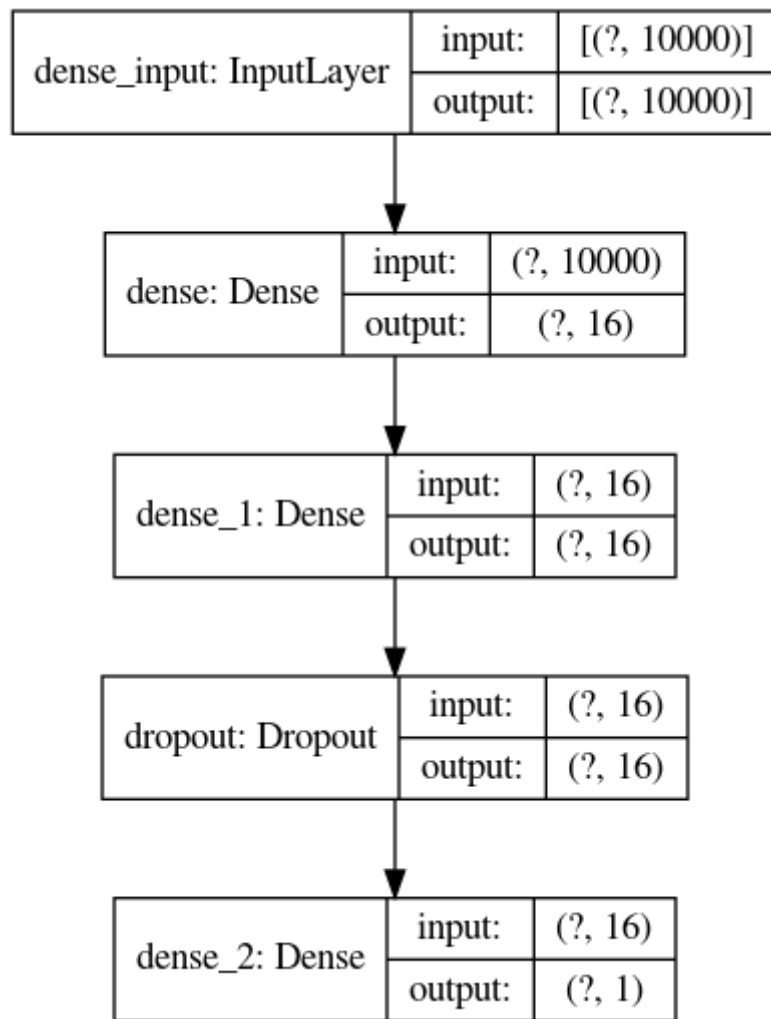 dense_input: InputLayer
input: [(?, 10000)]
output: [(?, 10000)]
dense: Dense
input: (?, 10000)
output: (?, 16)
dense_1: Dense
input: (?, 16)
output: (?, 16)
dropout: Dropout
input: (?, 16)
output: (?, 16)
dense_2: Dense
input: (?, 16)
output: (?, 1)